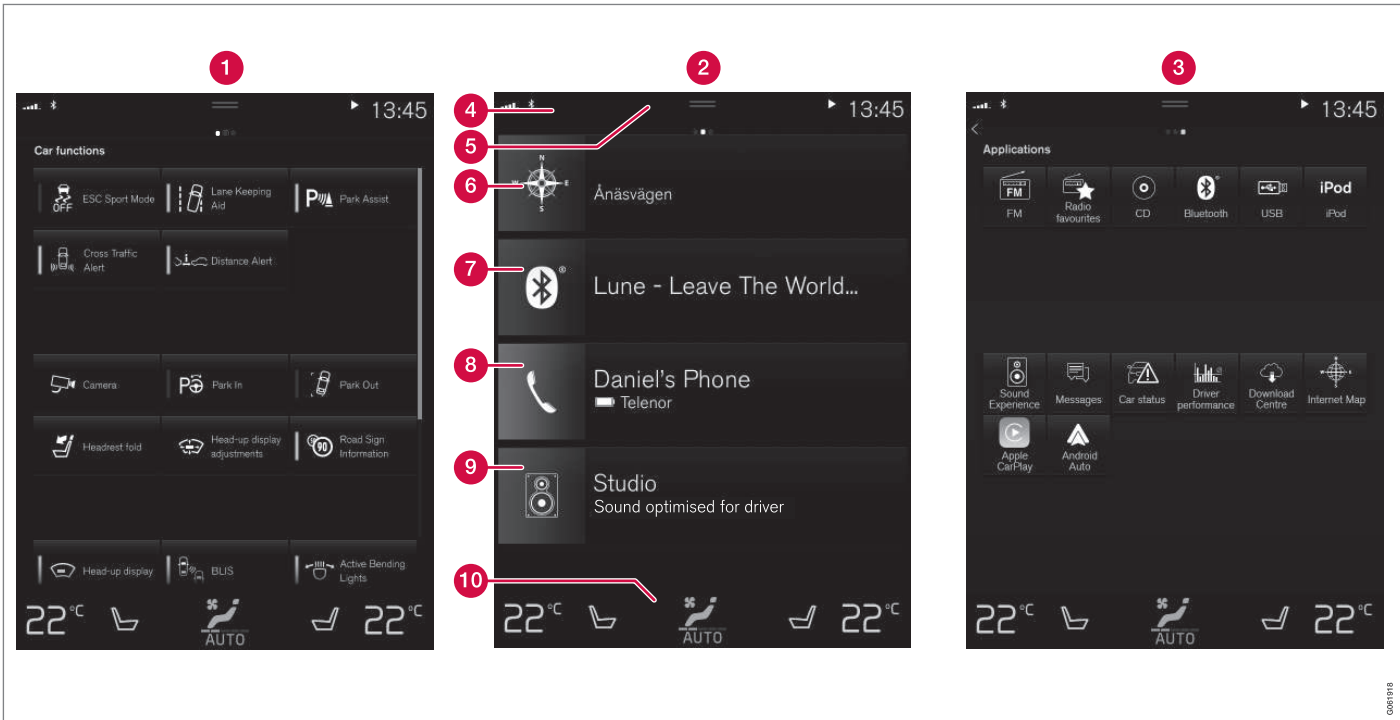 1
2
3
13:45
Car functions
ESC Sport Mode
OFF
Lane Keeping
Aid
P
Park Assist
Cross Traffic
Alert
Distance Alert
Camera
P
Park In
Park Out
Headrest fold
Head-up display
adjustments
90
Road Sign
Information
Head-up display
BLIS
Active Bending
Lights
22°C
AUTO
22°C
4
5
6
7
8
9
10
13:45
N
W
E
S
Ånäsvägen
Lune - Leave The World...
Daniel's Phone
Telenor
Studio
Sound optimised for driver
22°C
AUTO
22°C
13:45
Applications
FM
FM
Radio
favourites
CD
Bluetooth
USB
iPod
iPod
Sound
Experience
Messages
Car status
Driver
performance
Download
Centre
Internet Map
Apple
CarPlay
Android
Auto
22°C
AUTO
22°C
G061918